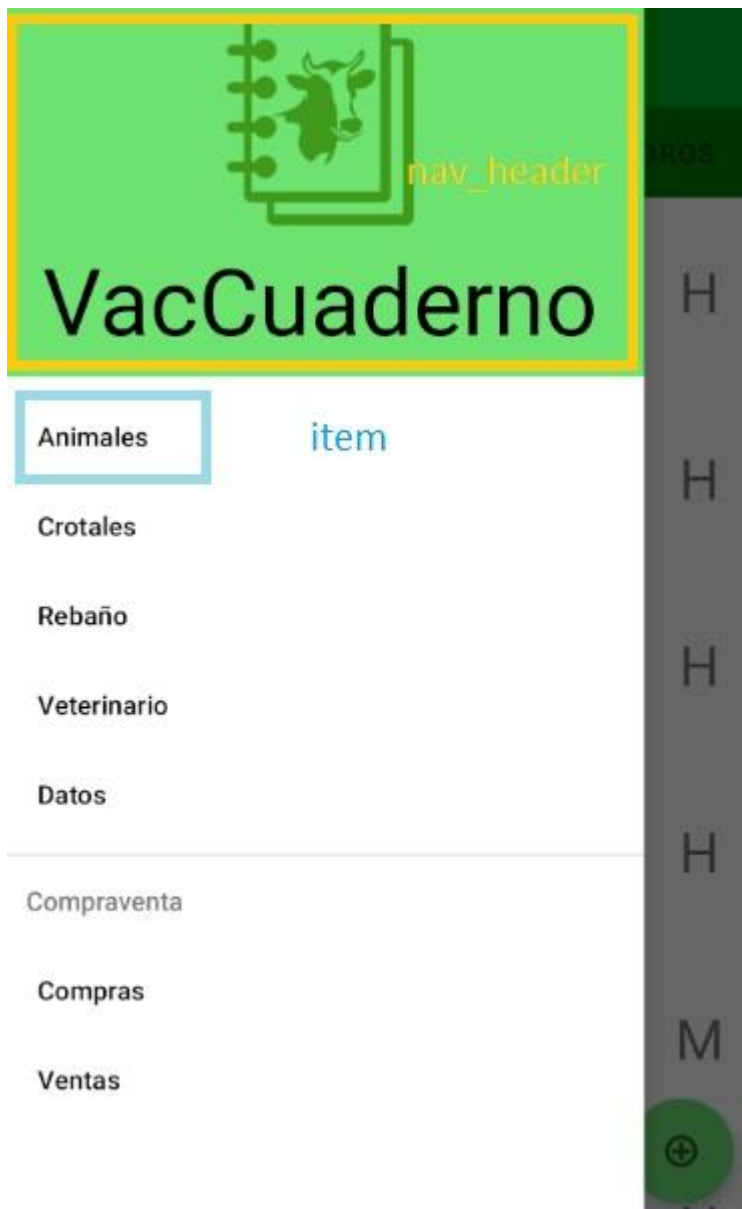 nav_header
VacCuaderno
Animales
item
Crotales
Rebaño
Veterinario
Datos
Compraventa
Compras
Ventas
H
H
H
H
M